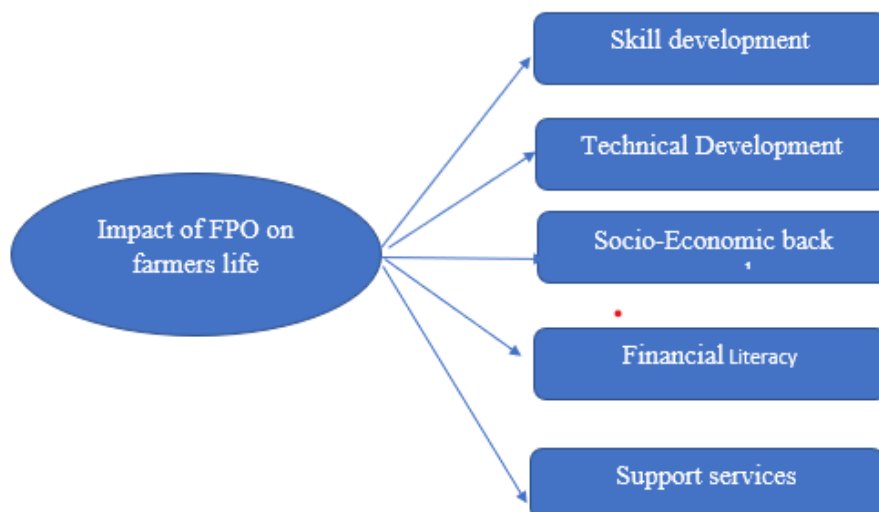 Skill development
Technical Development
Impact of FPO on
farmers life
Socio-Economic back
Financial Literacy
Support services